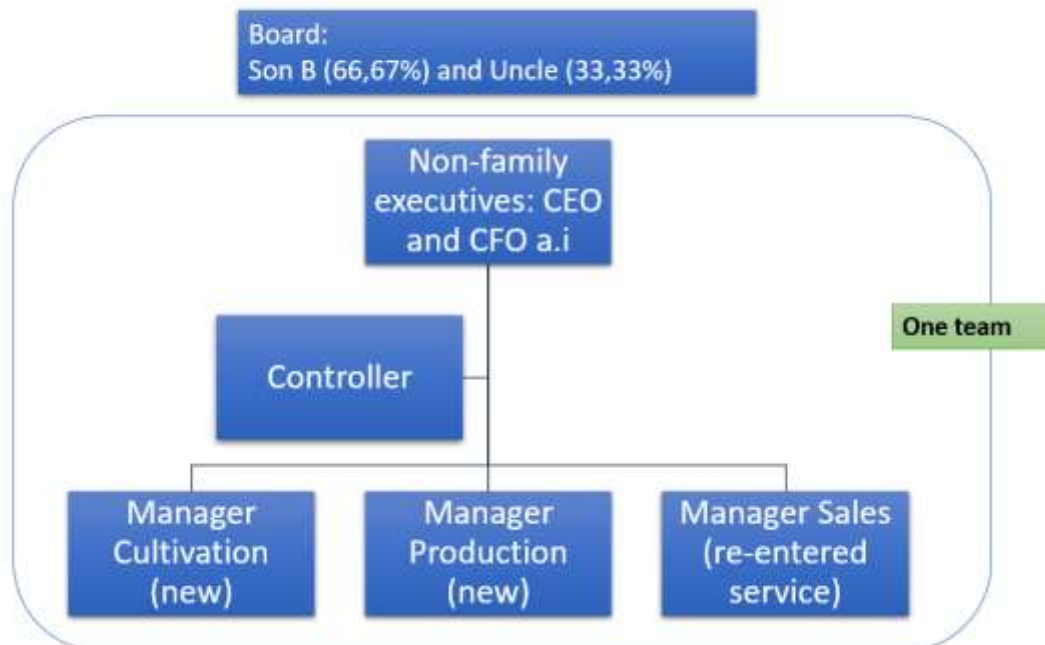 Board:
Son B (66,67%) and Uncle (33,33%)
Non-family
executives: CEO
and CFO a.i
One team
Controller
Manager
Cultivation
(new)
Manager
Production
(new)
Manager Sales
(re-entered
service)